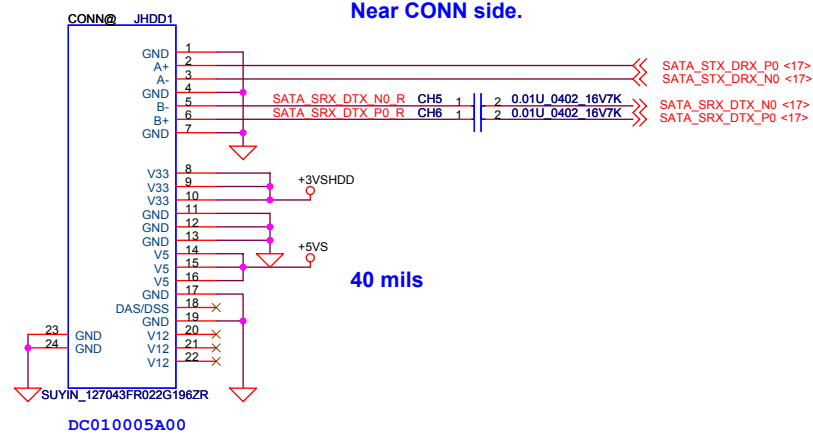 Near CONN side.
CONN@ JHDD1
GND 1
A+ 2 SATA_STX_DRX_P0 <17>
A- 3 SATA_STX_DRX_N0 <17>
GND 4
B- 5 SATA_SRX_DTX_N0_R CH5 1 2 0.01U_0402_16V7K SATA_SRX_DTX_N0 <17>
B+ 6 SATA_SRX_DTX_P0_R CH6 1 2 0.01U_0402_16V7K SATA_SRX_DTX_P0 <17>
GND 7
V33 8
V33 9 +3VSHDD
V33 10
GND 11
GND 12
GND 13
V5 14 +5VS
V5 15
V5 16 40 mils
GND 17
DAS/DSS 18
GND 19
V12 20
V12 21
V12 22
23 GND
24 GND
SUYIN_127043FR022G196ZR
DC010005A00